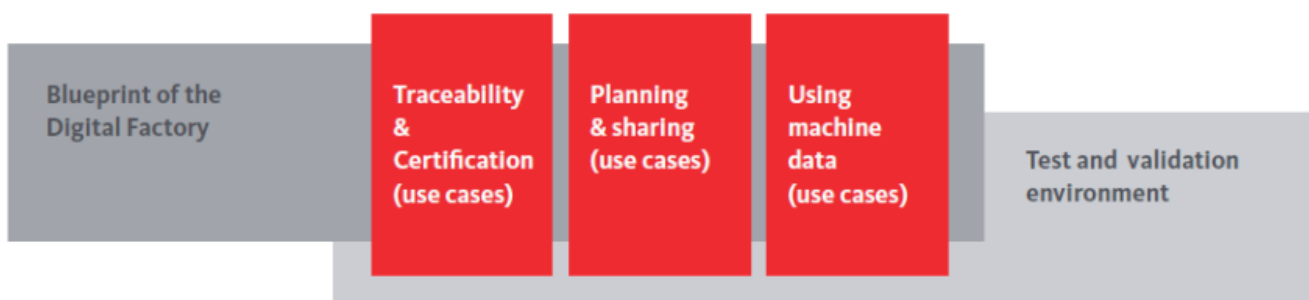 Blueprint of the
Digital Factory
Traceability
&
Certification
(use cases)
Planning
& sharing
(use cases)
Using
machine
data
(use cases)
Test and validation
environment